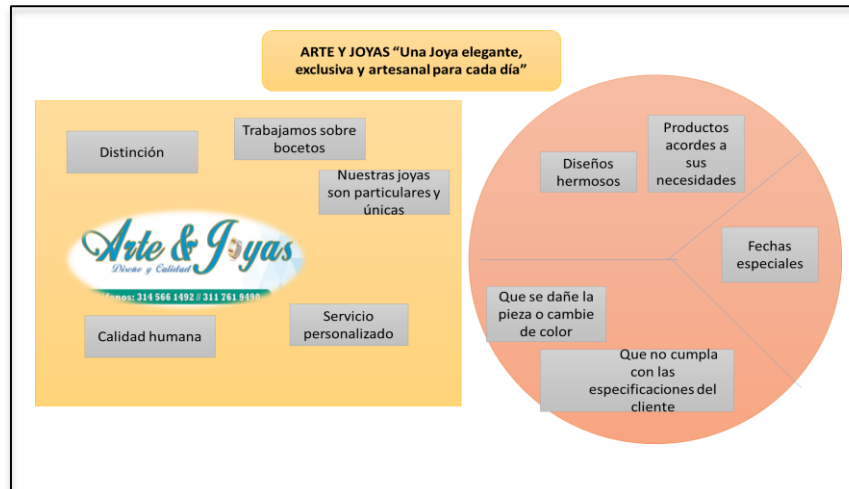 ARTE Y JOYAS “Una Joya elegante,
exclusiva y artesanal para cada día”
Distinción
Trabajamos sobre
bocetos
Nuestras joyas
son particulares y
únicas
Arte & Joyas
Diseño y Calidad
fonos: 314 566 1492 // 311 761 9490
Calidad humana
Servicio
personalizado
Productos
acordes a
sus
necesidades
Diseños
hermosos
Fechas
especiales
Que se dañe la
pieza o cambie
de color
Que no cumpla
con las
especificaciones del
cliente